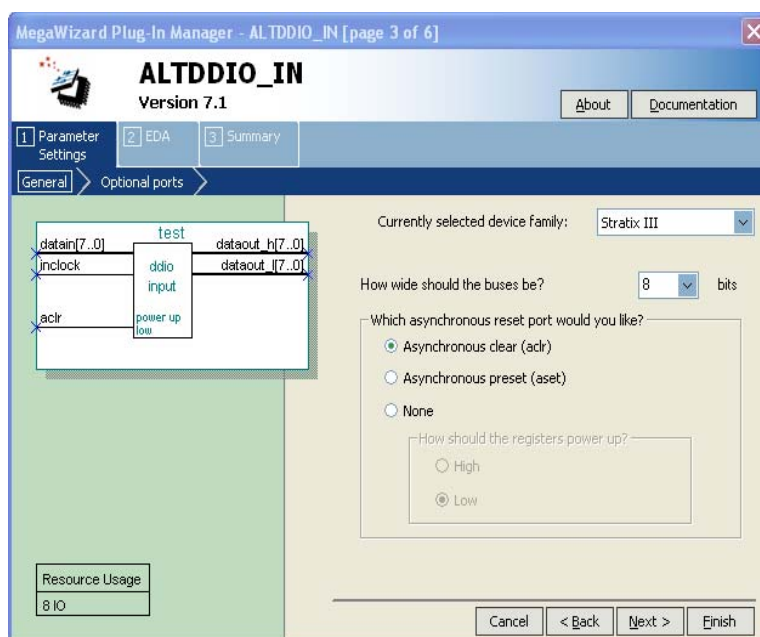 MegaWizard Plug-In Manager - ALTDDIO_IN [page 3 of 6]
ALTDDIO_IN
Version 7.1
About
Documentation
1 Parameter Settings
2 EDA
3 Summary
General
Optional ports
test
datain[7..0]
inclock
aclr
ddio
input
power up
low
dataout_h[7..0]
dataout_l[7..0]
Currently selected device family:
Stratix III
How wide should the buses be?
8
bits
Which asynchronous reset port would you like?
Asynchronous clear (aclr)
Asynchronous preset (aset)
None
How should the registers power up?
High
Low
Resource Usage
8 IO
Cancel
< Back
Next >
Finish